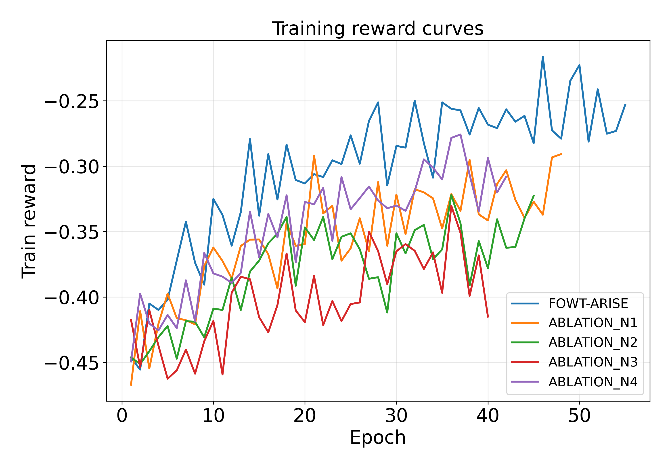 Training reward curves
−0.25
−0.30
−0.35
−0.40
−0.45
Train reward
0
10
20
30
40
50
Epoch
FOWT-ARISE
ABLATION_N1
ABLATION_N2
ABLATION_N3
ABLATION_N4